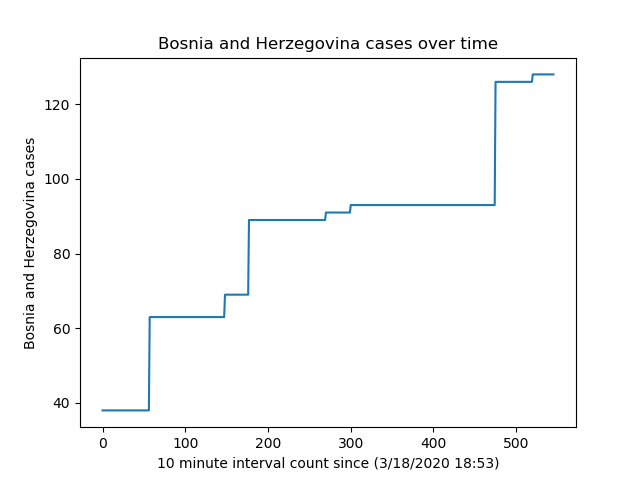 Bosnia and Herzegovina cases over time
Bosnia and Herzegovina cases
120
100
80
60
40
0 100 200 300 400 500
10 minute interval count since (3/18/2020 18:53)